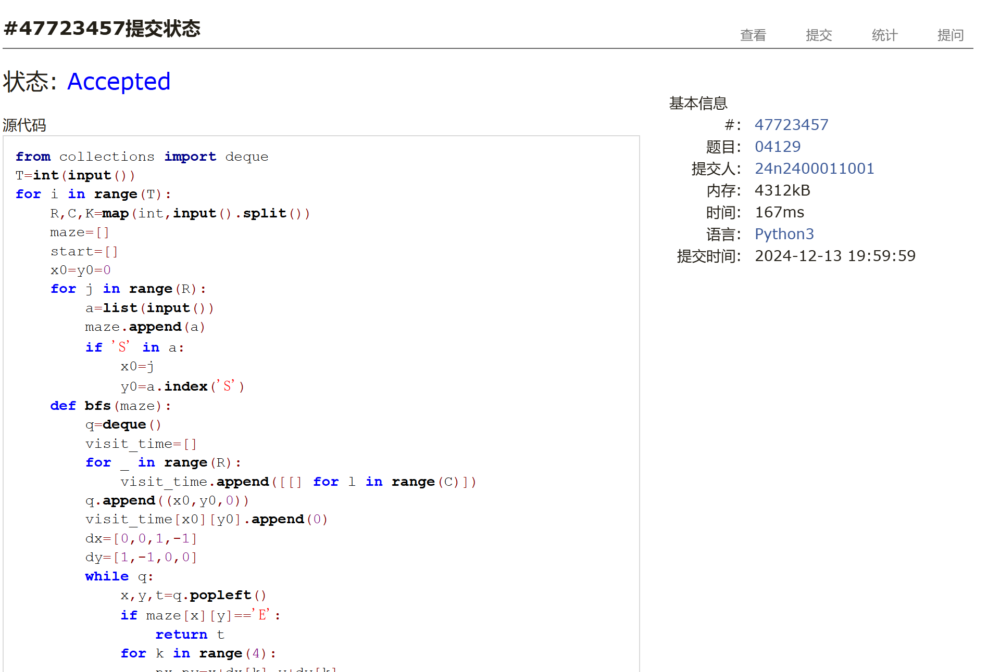 #47723457提交状态
查看 提交 统计 提问
状态: Accepted
源代码
from collections import deque
T=int(input())
for i in range(T):
    R,C,K=map(int,input().split())
    maze=[]
    start=[]
    x0=y0=0
    for j in range(R):
        a=list(input())
        maze.append(a)
        if 'S' in a:
            x0=j
            y0=a.index('S')
    def bfs(maze):
        q=deque()
        visit_time=[]
        for _ in range(R):
            visit_time.append([[] for l in range(C)])
        q.append((x0,y0,0))
        visit_time[x0][y0].append(0)
        dx=[0,0,1,-1]
        dy=[1,-1,0,0]
        while q:
            x,y,t=q.popleft()
            if maze[x][y]=='E':
                return t
            for k in range(4):
                nx,ny=x+dx[k],y+dy[k]
基本信息
#: 47723457
题目: 04129
提交人: 24n2400011001
内存: 4312kB
时间: 167ms
语言: Python3
提交时间: 2024-12-13 19:59:59